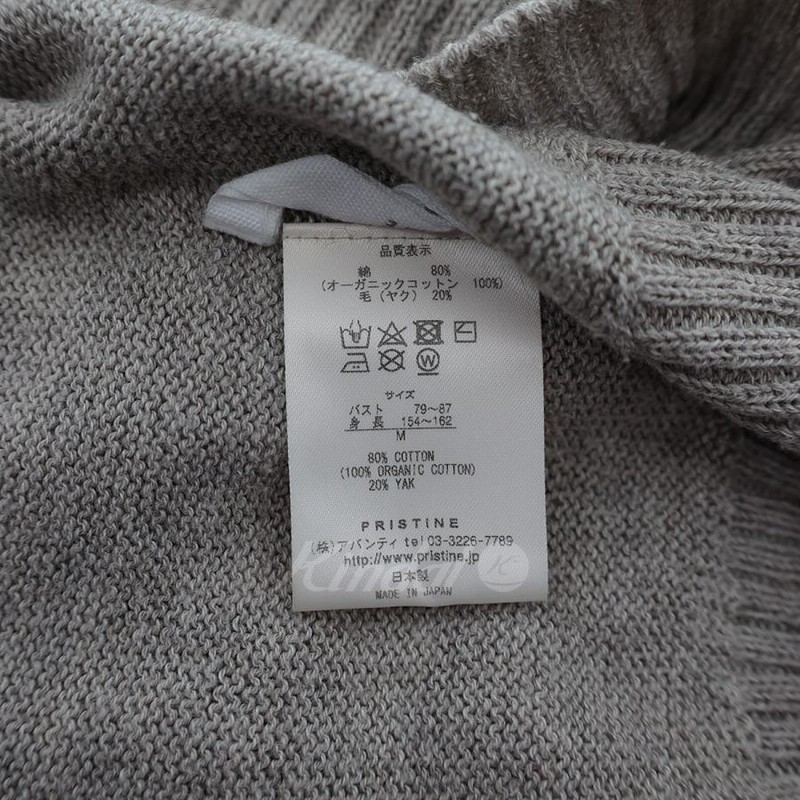 品質表示
綿 80%
(オーガニックコットン 100%)
毛(ヤク) 20%
W
サイズ
バスト 79~87
身長 154~162
M
80% COTTON
(100% ORGANIC COTTON)
20% YAK
PRISTINE
(株)アバンティ tel 03-3226-7789
http://www.pristine.jp
日本製
MADE IN JAPAN